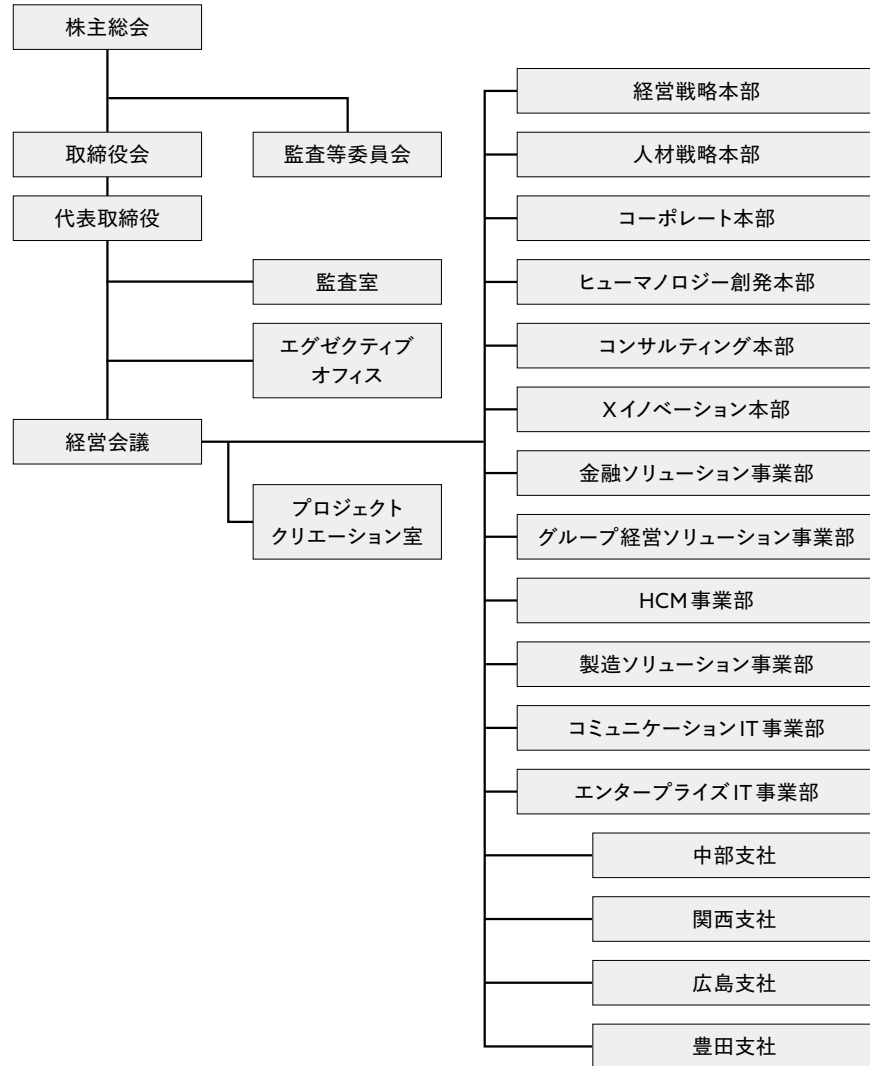 株主総会
取締役会
監査等委員会
代表取締役
監査室
エグゼクティブ
オフィス
経営会議
プロジェクト
クリエーション室
経営戦略本部
人材戦略本部
コーポレート本部
ヒューマノロジー創発本部
コンサルティング本部
Xイノベーション本部
金融ソリューション事業部
グループ経営ソリューション事業部
HCM事業部
製造ソリューション事業部
コミュニケーションIT事業部
エンタープライズIT事業部
中部支社
関西支社
広島支社
豊田支社